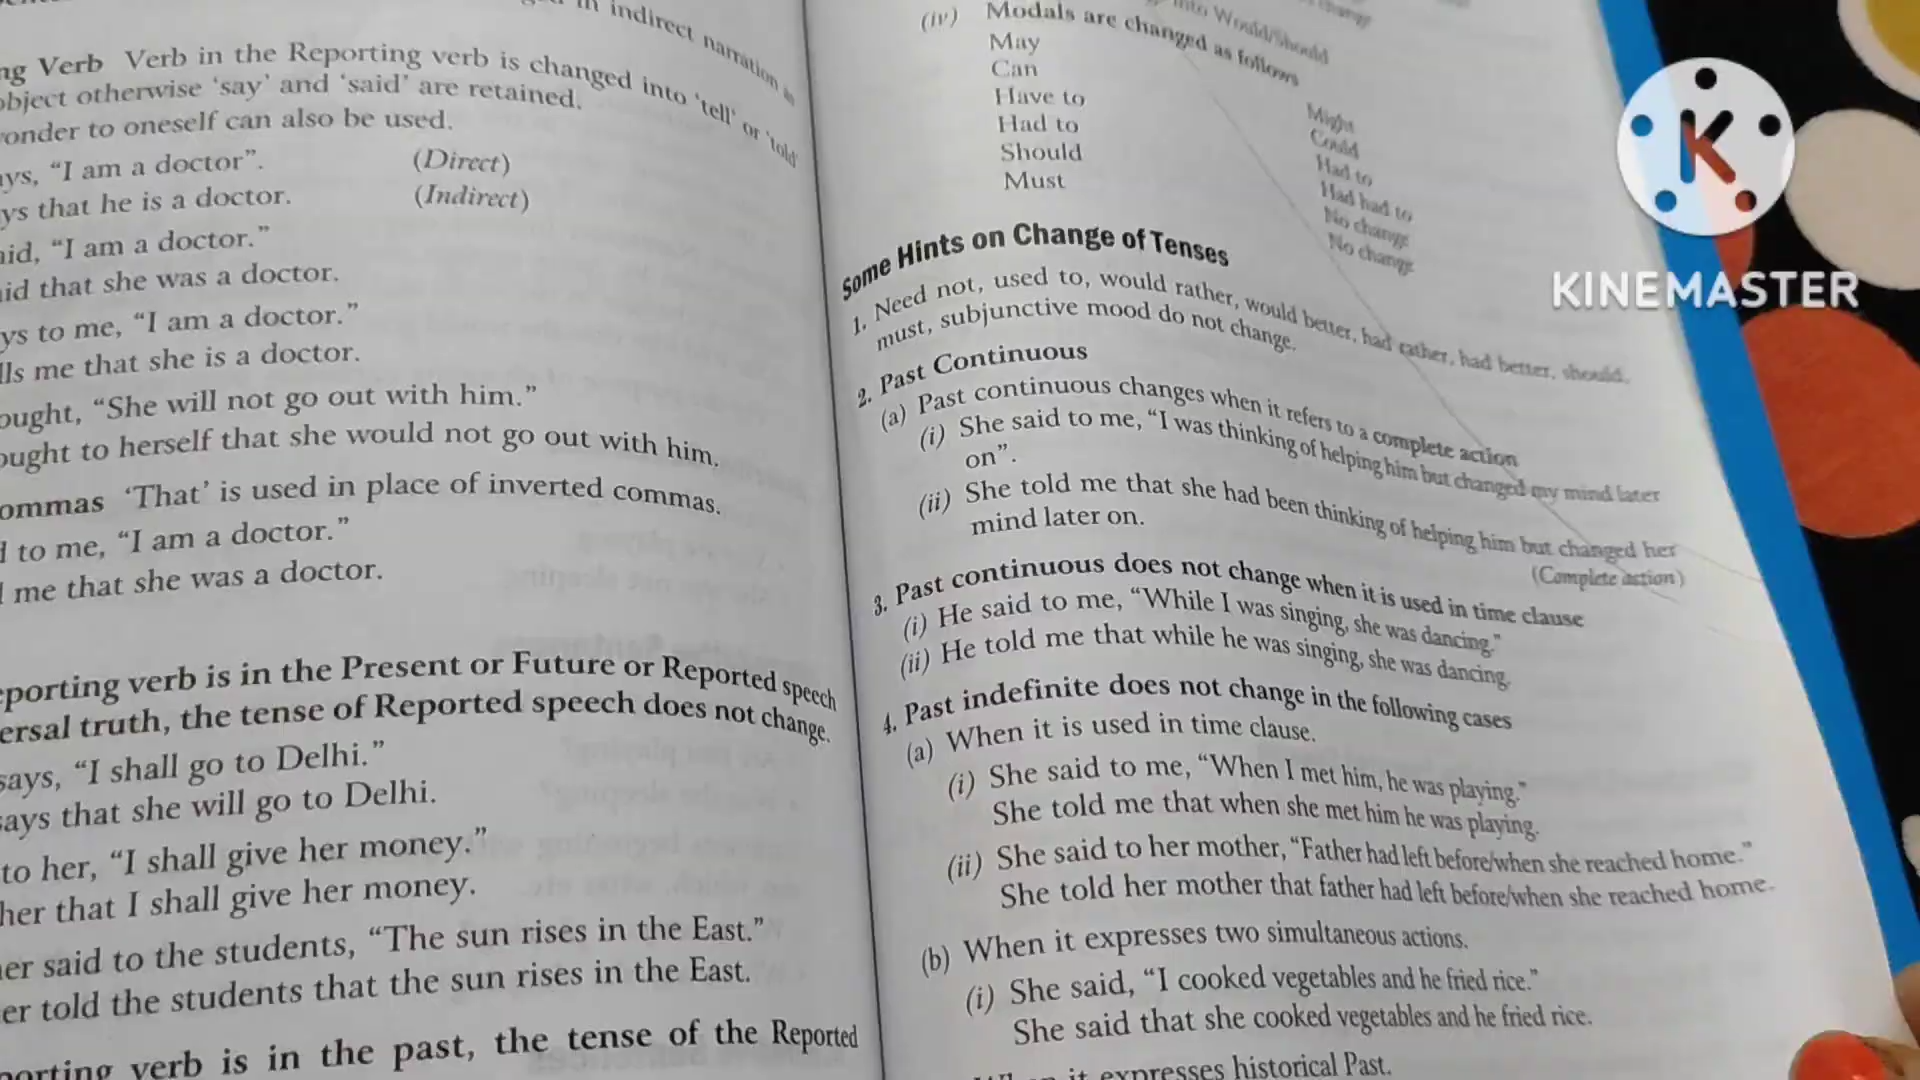 in indirect narration is
ng Verb Verb in the Reporting verb is changed into ‘tell’ or ‘told’
object otherwise ‘say’ and ‘said’ are retained.
onder to oneself can also be used.
ays, “I am a doctor”. (Direct)
ys that he is a doctor. (Indirect)
aid, “I am a doctor.”
aid that she was a doctor.
ys to me, “I am a doctor.”
lls me that she is a doctor.
ought, “She will not go out with him.”
ought to herself that she would not go out with him.
ommas ‘That’ is used in place of inverted commas.
d to me, “I am a doctor.”
d me that she was a doctor.
eporting verb is in the Present or Future or Reported speech
ersal truth, the tense of Reported speech does not change.
says, “I shall go to Delhi.”
says that she will go to Delhi.
to her, “I shall give her money.”
her that I shall give her money.
er said to the students, “The sun rises in the East.”
er told the students that the sun rises in the East.
porting verb is in the past, the tense of the Reported
into Would/Should
(iv) Modals are changed as follows
May Might
Can Could
Have to Had to
Had to Had had to
Should No change
Must No change
Some Hints on Change of Tenses
1. Need not, used to, would rather, would better, had rather, had better, should,
must, subjunctive mood do not change.
2. Past Continuous
(a) Past continuous changes when it refers to a complete action
(i) She said to me, “I was thinking of helping him but changed my mind later
on”.
(ii) She told me that she had been thinking of helping him but changed her
mind later on. (Complete action)
3. Past continuous does not change when it is used in time clause
(i) He said to me, “While I was singing, she was dancing.”
(ii) He told me that while he was singing, she was dancing.
4. Past indefinite does not change in the following cases
(a) When it is used in time clause.
(i) She said to me, “When I met him, he was playing.”
She told me that when she met him he was playing.
(ii) She said to her mother, “Father had left before/when she reached home.”
She told her mother that father had left before/when she reached home.
(b) When it expresses two simultaneous actions.
(i) She said, “I cooked vegetables and he fried rice.”
She said that she cooked vegetables and he fried rice.
it expresses historical Past.
K
KINEMASTER